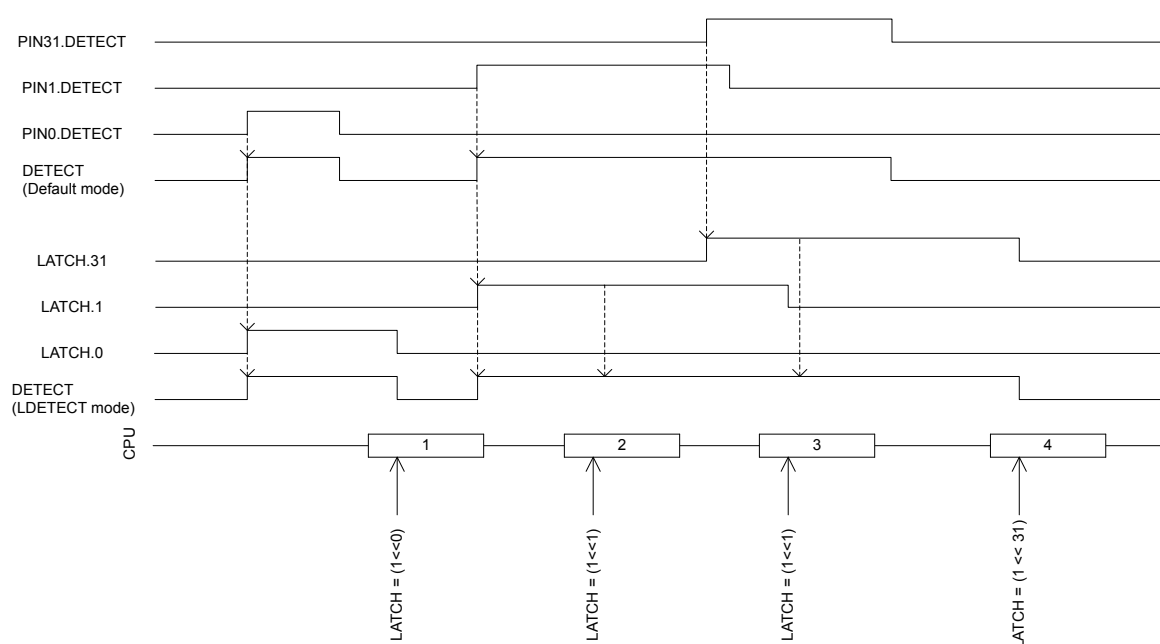 PIN31.DETECT
PIN1.DETECT
PIN0.DETECT
DETECT
(Default mode)
LATCH.31
LATCH.1
LATCH.0
DETECT
(LDETECT mode)
CPU
1
2
3
4
LATCH = (1<<0)
LATCH = (1<<1)
LATCH = (1<<1)
LATCH = (1 << 31)